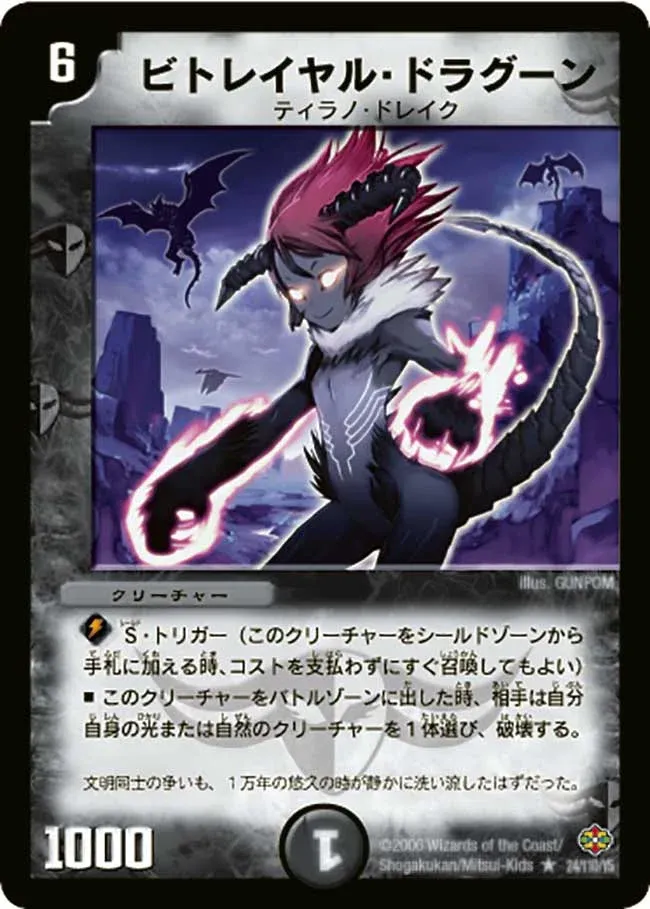 6
ビトレイヤル・ドラグーン
ティラノ・ドレイク
illus. GUNPOM
クリーチャー
S・トリガー（このクリーチャーをシールドゾーンから
手札に加える時、コストを支払わずにすぐ召喚してもよい）
■ このクリーチャーをバトルゾーンに出した時、相手は自分
自身の光または自然のクリーチャーを1体選び、破壊する。
文明同士の争いも、1万年の悠久の時が静かに洗い流したはずだった。
1000
1
©2006 Wizards of the Coast/
Shogakukan/Mitsui-Kids ★ 24/110/Y5